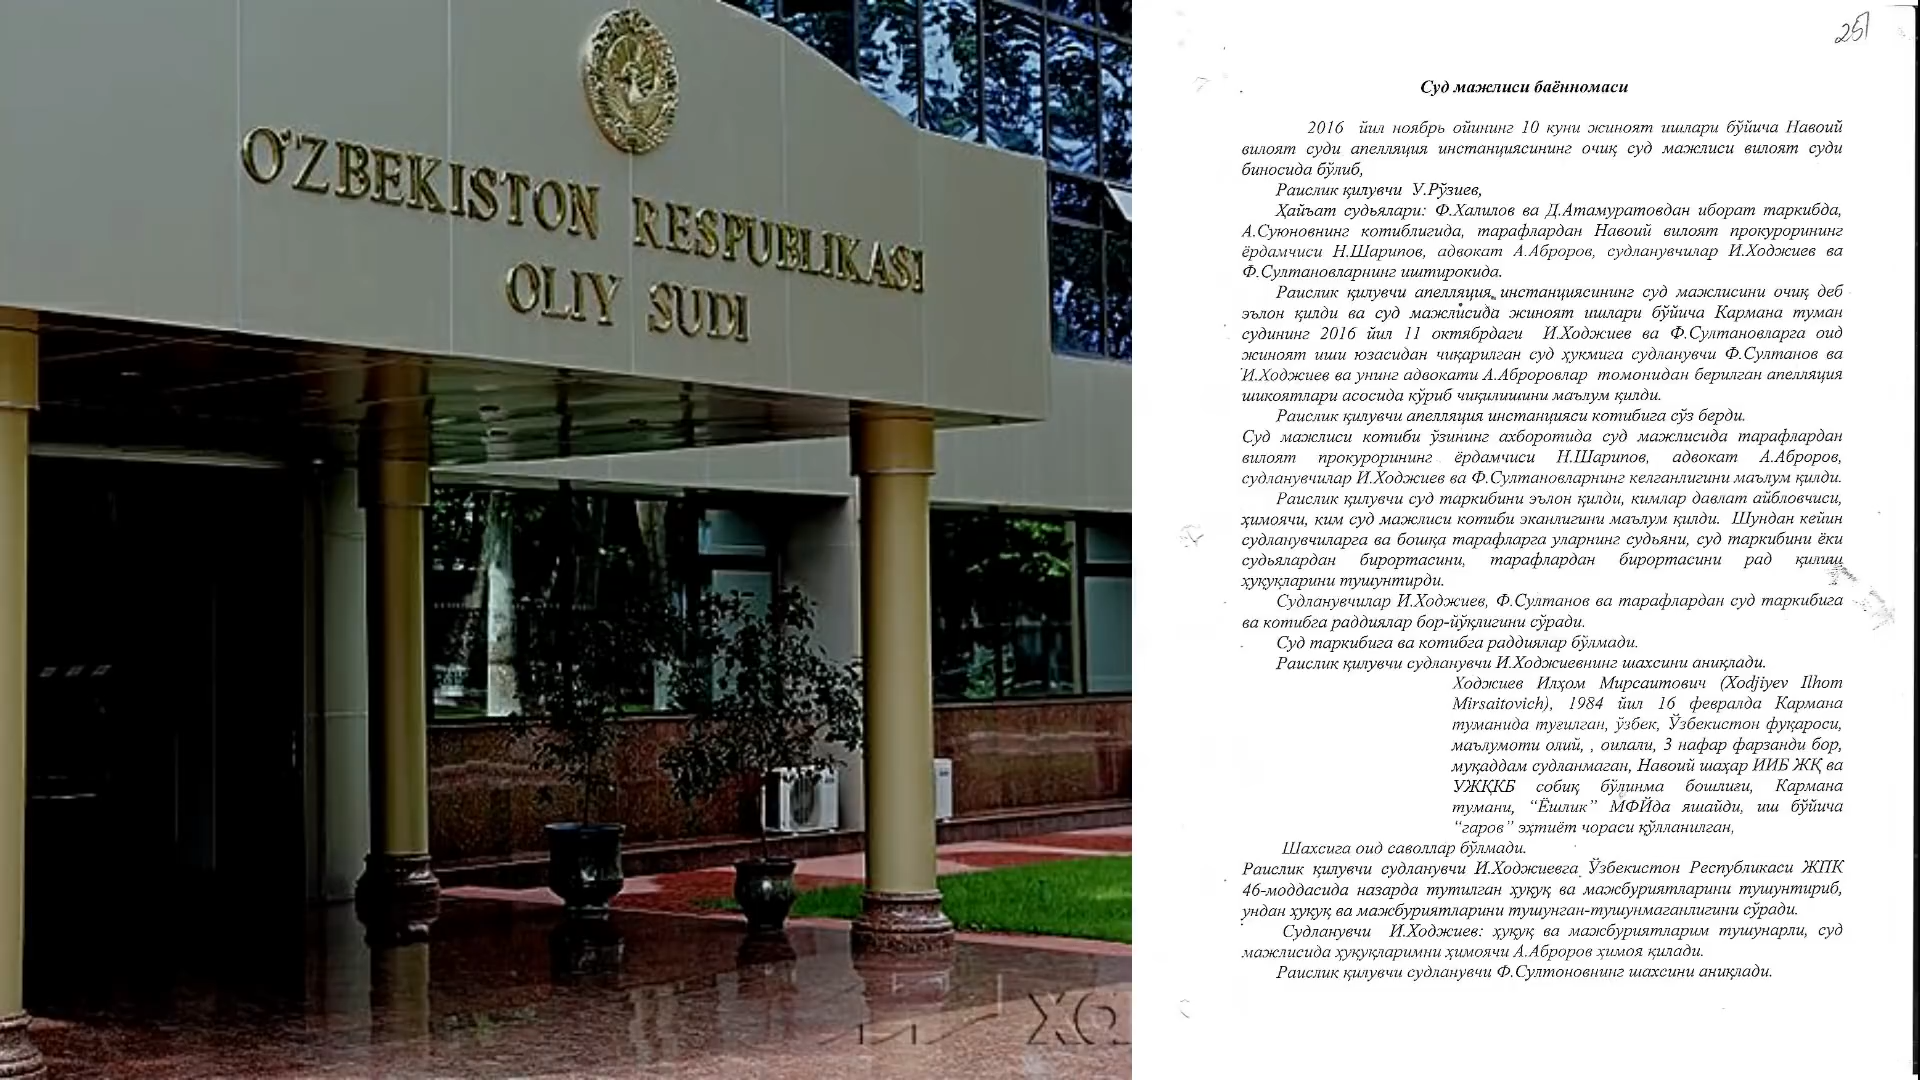 O'ZBEKISTON RESPUBLIKASI
OLIY SUDI
ҲQ
251
Суд мажлиси баённомаси
2016 йил ноябрь ойининг 10 куни жиноят ишлари бўйича Навоий
вилоят суди апелляция инстанциясининг очиқ суд мажлиси вилоят суди
биносида бўлиб,
Раислик қилувчи У.Рўзиев,
Ҳайъат судьялари: Ф.Халилов ва Д.Атамуратовдан иборат таркибда,
А.Суюновнинг котиблигида, тарафлардан Навоий вилоят прокурорининг
ёрдамчиси Н.Шарипов, адвокат А.Аброров, судланувчилар И.Ходжиев ва
Ф.Султановларнинг иштирокида.
Раислик қилувчи апелляция инстанциясининг суд мажлисини очиқ деб
эълон қилди ва суд мажлисида жиноят ишлари бўйича Кармана туман
судининг 2016 йил 11 октябрдаги И.Ходжиев ва Ф.Султановларга оид
жиноят иши юзасидан чиқарилган суд ҳукмига судланувчи Ф.Султанов ва
И.Ходжиев ва унинг адвокати А.Аброровлар томонидан берилган апелляция
шикоятлари асосида кўриб чиқилишини маълум қилди.
Раислик қилувчи апелляция инстанцияси котибига сўз берди.
Суд мажлиси котиби ўзининг ахборотида суд мажлисида тарафлардан
вилоят прокурорининг ёрдамчиси Н.Шарипов, адвокат А.Аброров,
судланувчилар И.Ходжиев ва Ф.Султановларнинг келганлигини маълум қилди.
Раислик қилувчи суд таркибини эълон қилди, кимлар давлат айбловчиси,
ҳимоячи, ким суд мажлиси котиби эканлигини маълум қилди. Шундан кейин
судланувчиларга ва бошқа тарафларга уларнинг судьяни, суд таркибини ёки
судьялардан бирортасини, тарафлардан бирортасини рад қилиш
ҳуқуқларини тушунтирди.
Судланувчилар И.Ходжиев, Ф.Султанов ва тарафлардан суд таркибига
ва котибга раддиялар бор-йўқлигини сўради.
Суд таркибига ва котибга раддиялар бўлмади.
Раислик қилувчи судланувчи И.Ходжиевнинг шахсини аниқлади.
Ходжиев Илҳом Мирсаитович (Xodjiyev Ilhom
Mirsaitovich), 1984 йил 16 февралда Кармана
туманида туғилган, ўзбек, Ўзбекистон фуқароси,
маълумоти олий, , оилали, 3 нафар фарзанди бор,
муқаддам судланмаган, Навоий шаҳар ИИБ ЖҚ ва
УЖҚКБ собиқ бўлинма бошлиғи, Кармана
тумани, “Ёшлик” МФЙда яшайди, иш бўйича
“гаров” эҳтиёт чораси қўлланилган,
Шахсига оид саволлар бўлмади.
Раислик қилувчи судланувчи И.Ходжиевга Ўзбекистон Республикаси ЖПК
46-моддасида назарда тутилган ҳуқуқ ва мажбуриятларини тушунтириб,
ундан ҳуқуқ ва мажбуриятларини тушунган-тушунмаганлигини сўради.
Судланувчи И.Ходжиев: ҳуқуқ ва мажбуриятларим тушунарли, суд
мажлисида ҳуқуқларимни ҳимоячи А.Аброров ҳимоя қилади.
Раислик қилувчи судланувчи Ф.Султоновнинг шахсини аниқлади.